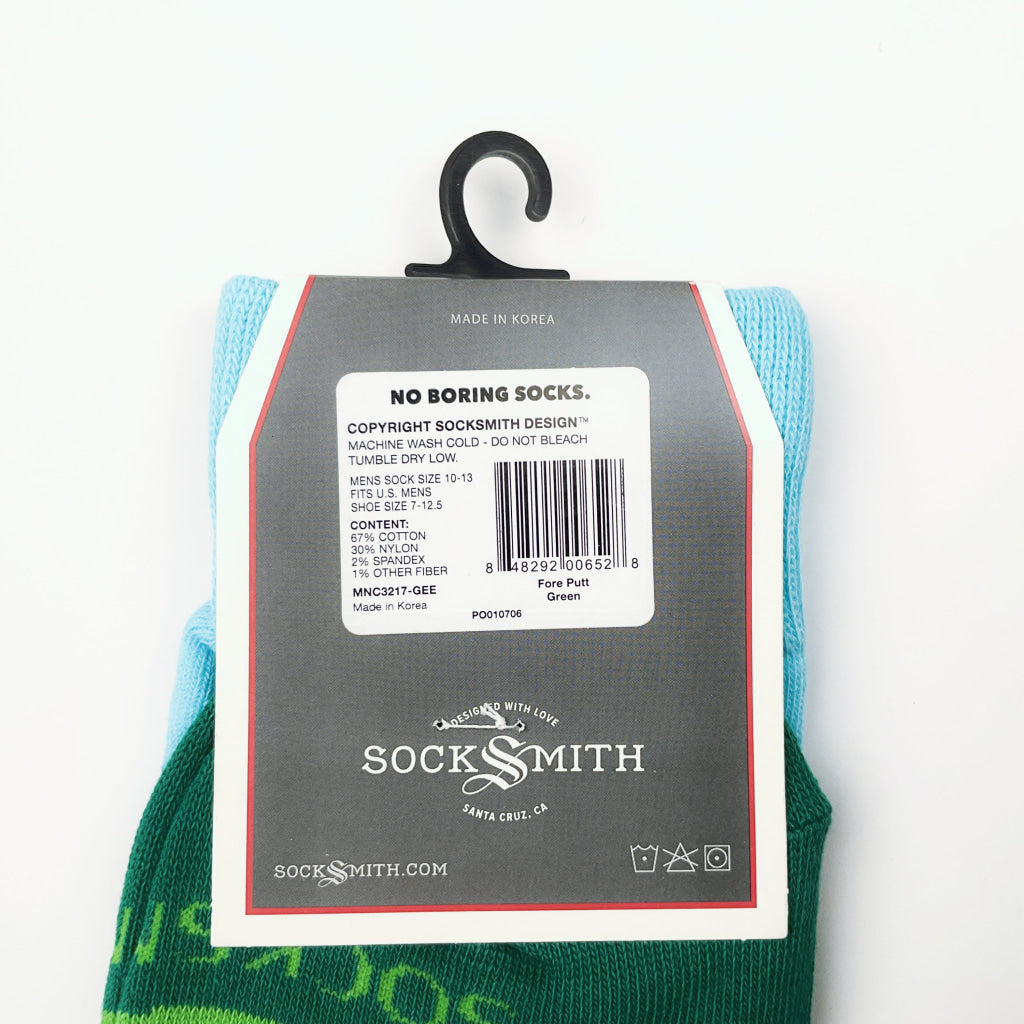 MADE IN KOREA
NO BORING SOCKS.
COPYRIGHT SOCKSMITH DESIGN™
MACHINE WASH COLD - DO NOT BLEACH
TUMBLE DRY LOW.
MENS SOCK SIZE 10-13
FITS U.S. MENS
SHOE SIZE 7-12.5
CONTENT:
67% COTTON
30% NYLON
2% SPANDEX
1% OTHER FIBER
MNC3217-GEE
Made in Korea
8 48292 00652 8
Fore Putt
Green
PO010706
DESIGNED WITH LOVE
SOCKSMITH
SANTA CRUZ, CA
SOCKSMITH.COM
SOCKSM